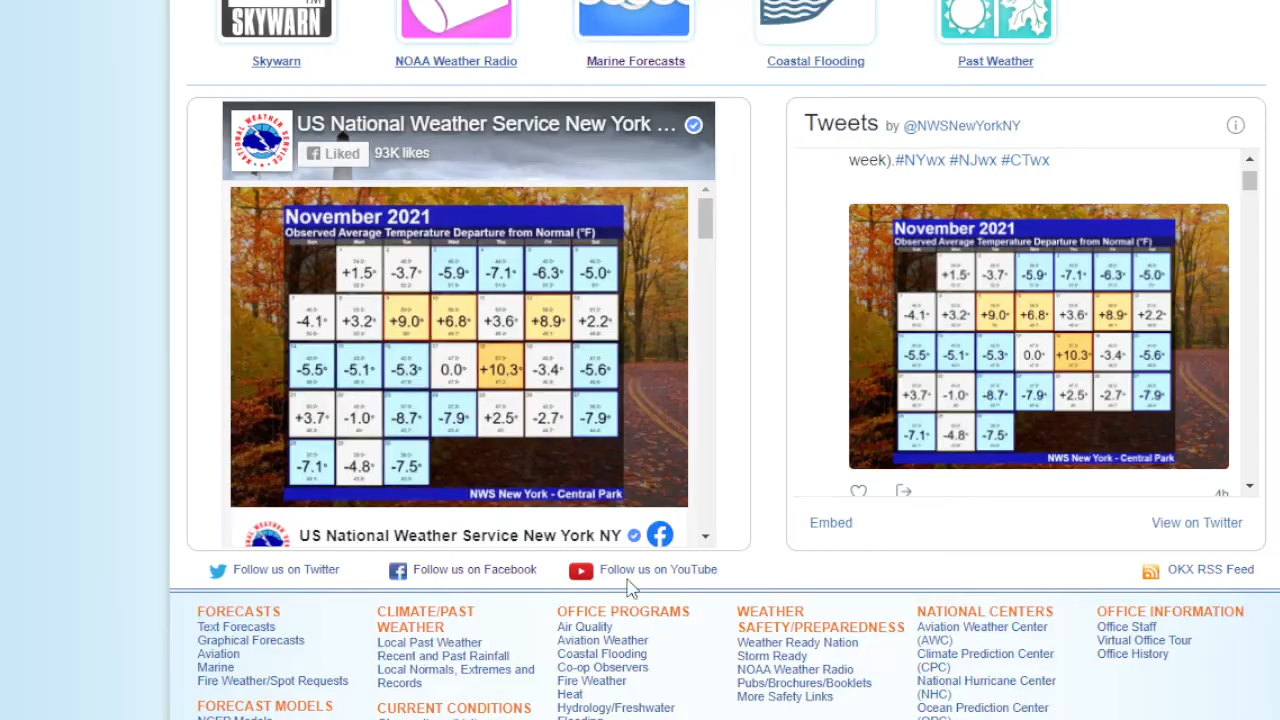 SKYWARN
Skywarn
NOAA Weather Radio
Marine Forecasts
Coastal Flooding
Past Weather
US National Weather Service New York ...
Liked
93K likes
November 2021
Observed Average Temperature Departure from Normal (°F)
+1.5° -3.7° -5.9° -7.1° -6.3° -5.0°
-4.1° +3.2° +9.0° +6.8° +3.6° +8.9° +2.2°
-5.5° -5.1° -5.3° 0.0° +10.3° -3.4° -5.6°
+3.7° -1.0° -8.7° -7.9° +2.5° -2.7° -7.9°
-7.1° -4.8° -7.5°
NWS New York - Central Park
US National Weather Service New York NY
Tweets by @NWSNewYorkNY
week).#NYwx #NJwx #CTwx
November 2021
Observed Average Temperature Departure from Normal (°F)
+1.5° -3.7° -5.9° -7.1° -6.3° -5.0°
-4.1° +3.2° +9.0° +6.8° +3.6° +8.9° +2.2°
-5.5° -5.1° -5.3° 0.0° +10.3° -3.4° -5.6°
+3.7° -1.0° -8.7° -7.9° +2.5° -2.7° -7.9°
-7.1° -4.8° -7.5°
NWS New York - Central Park
4h
Embed
View on Twitter
Follow us on Twitter
Follow us on Facebook
Follow us on YouTube
OKX RSS Feed
FORECASTS
Text Forecasts
Graphical Forecasts
Aviation
Marine
Fire Weather/Spot Requests
FORECAST MODELS
CLIMATE/PAST
WEATHER
Local Past Weather
Recent and Past Rainfall
Local Normals, Extremes and
Records
CURRENT CONDITIONS
OFFICE PROGRAMS
Air Quality
Aviation Weather
Coastal Flooding
Co-op Observers
Fire Weather
Heat
Hydrology/Freshwater
Flooding
WEATHER
SAFETY/PREPAREDNESS
Weather Ready Nation
Storm Ready
NOAA Weather Radio
Pubs/Brochures/Booklets
More Safety Links
NATIONAL CENTERS
Aviation Weather Center
(AWC)
Climate Prediction Center
(CPC)
National Hurricane Center
(NHC)
Ocean Prediction Center
OFFICE INFORMATION
Office Staff
Virtual Office Tour
Office History